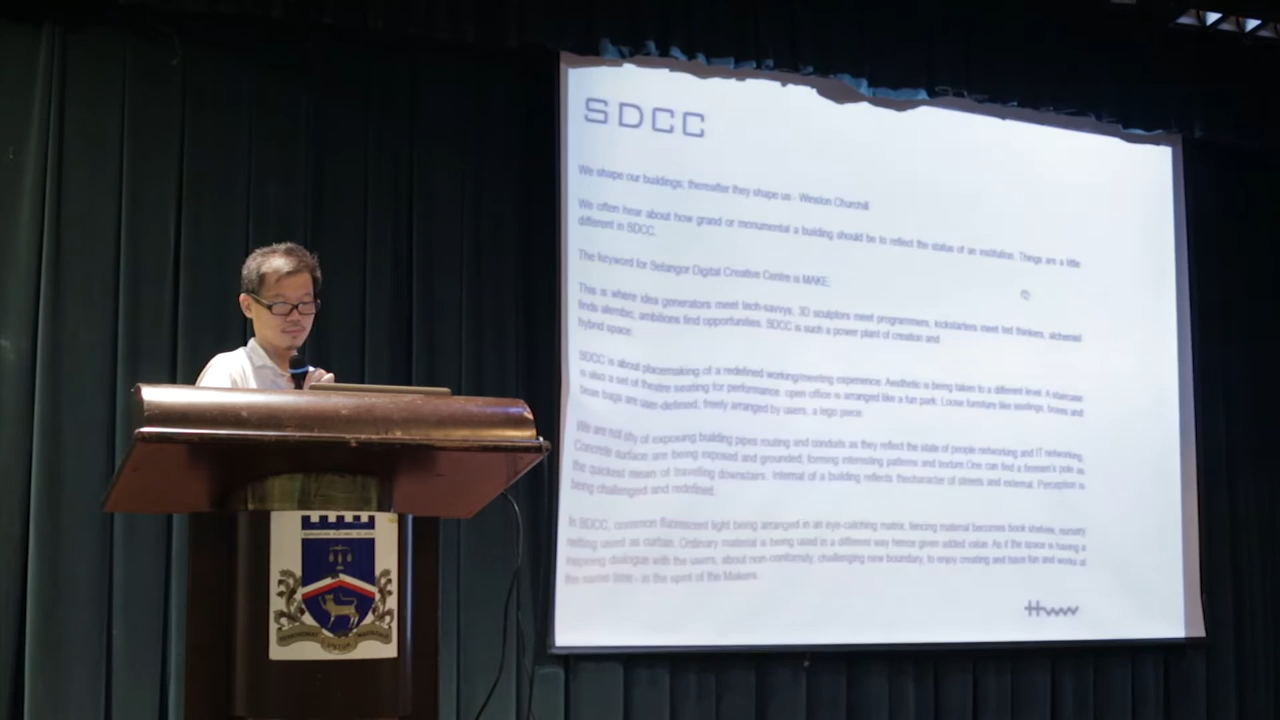 SDCC
We shape our buildings; thereafter they shape us - Winston Churchill
We often hear about how grand or monumental a building should be to reflect the status of an institution. Things are a little
different in SDCC.
The keyword for Selangor Digital Creative Centre is MAKE.
This is where idea generators meet tech-savvys, 3D sculptors meet programmers, kickstarters meet led thinkers, alchemist
finds alembic, ambitions find opportunities. SDCC is such a power plant of creation and
hybrid space.
SDCC is about placemaking of a redefined working/meeting experience. Aesthetic is being taken to a different level. A staircase
is also a set of theatre seating for performance, open office is arranged like a fun park. Loose furniture like seatings, boxes and
bean bags are user-defined, freely arranged by users, a lego piece.
We are not shy of exposing building pipes routing and conduits as they reflect the state of people networking and IT networking.
Concrete surface are being exposed and grounded, forming interesting patterns and texture.One can find a firemen's pole as
the quickest mean of travelling downstairs. Internal of a building reflects thecharacter of streets and external. Perception is
being challenged and redefined.
In SDCC, common fluorescent light being arranged in an eye-catching matrix, fencing material becomes book shelves, nursery
netting used as curtain. Ordinary material is being used in a different way hence given added value. As if the space is having a
inspiring dialogue with the users, about non-conformity, challenging new boundary, to enjoy creating and have fun and works at
the same time - in the spirit of the Makers.